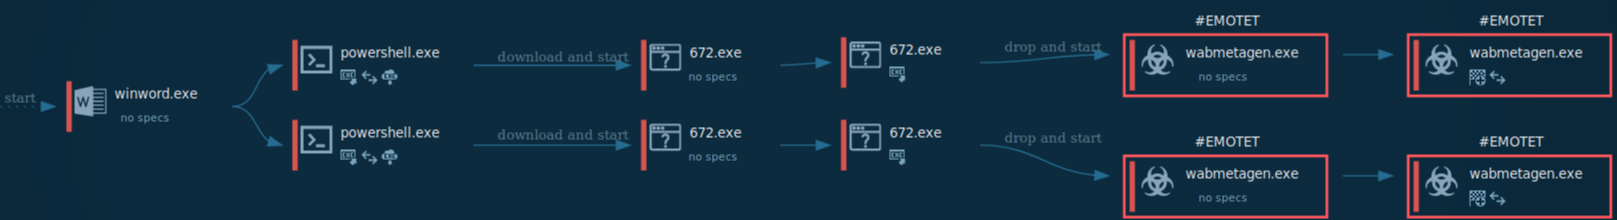 start
winword.exe
no specs
powershell.exe
download and start
672.exe
no specs
672.exe
drop and start
#EMOTET
wabmetagen.exe
no specs
#EMOTET
wabmetagen.exe
powershell.exe
download and start
672.exe
no specs
672.exe
drop and start
#EMOTET
wabmetagen.exe
no specs
#EMOTET
wabmetagen.exe